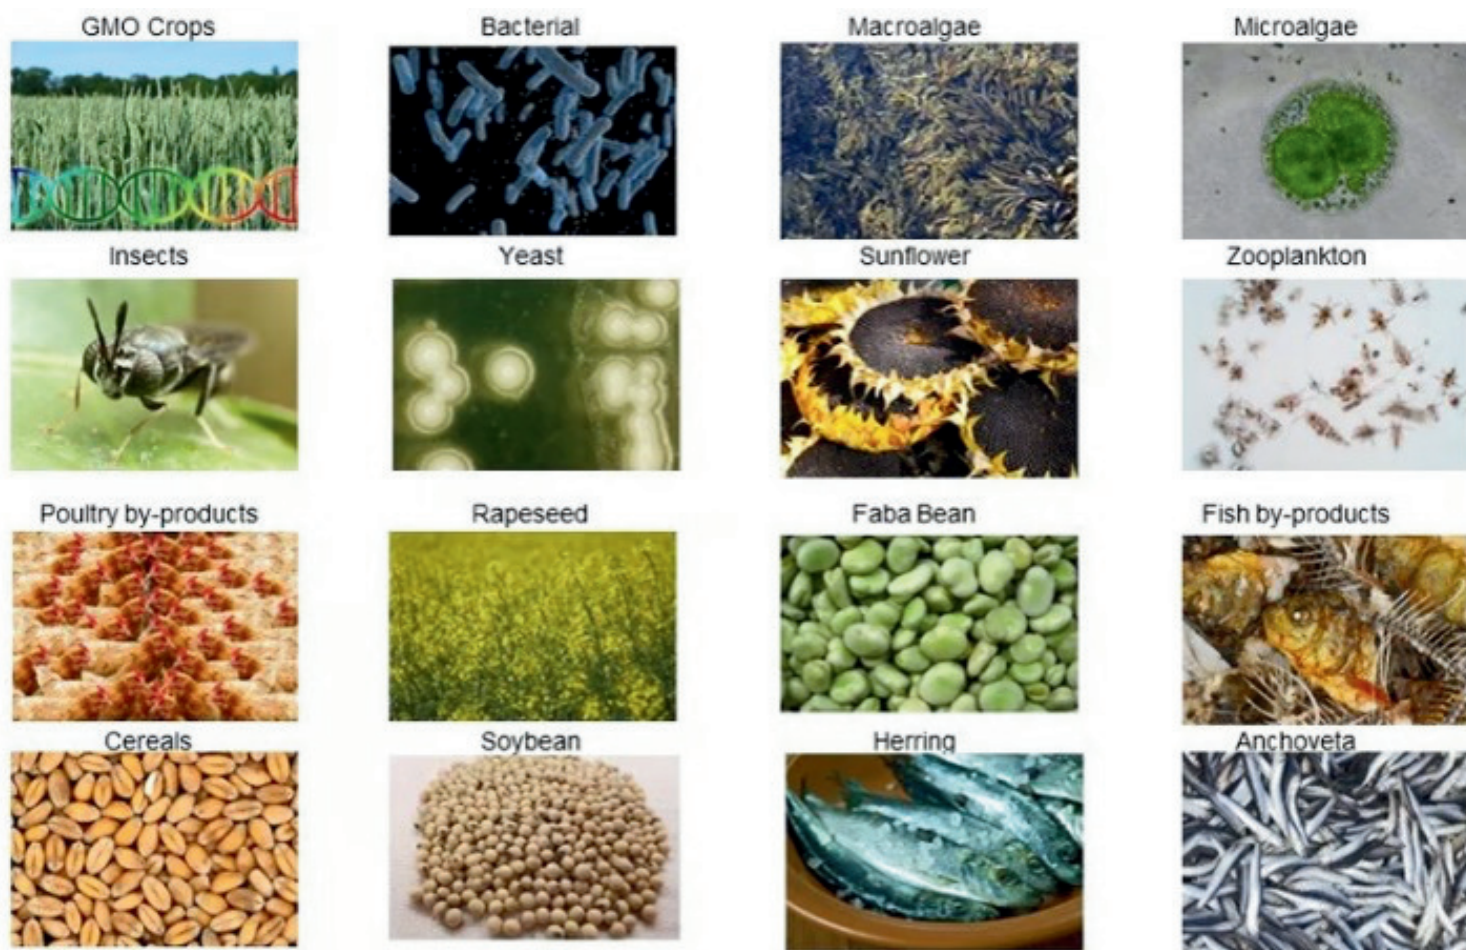 GMO Crops
Bacterial
Macroalgae
Microalgae
Insects
Yeast
Sunflower
Zooplankton
Poultry by-products
Rapeseed
Faba Bean
Fish by-products
Cereals
Soybean
Herring
Anchoveta